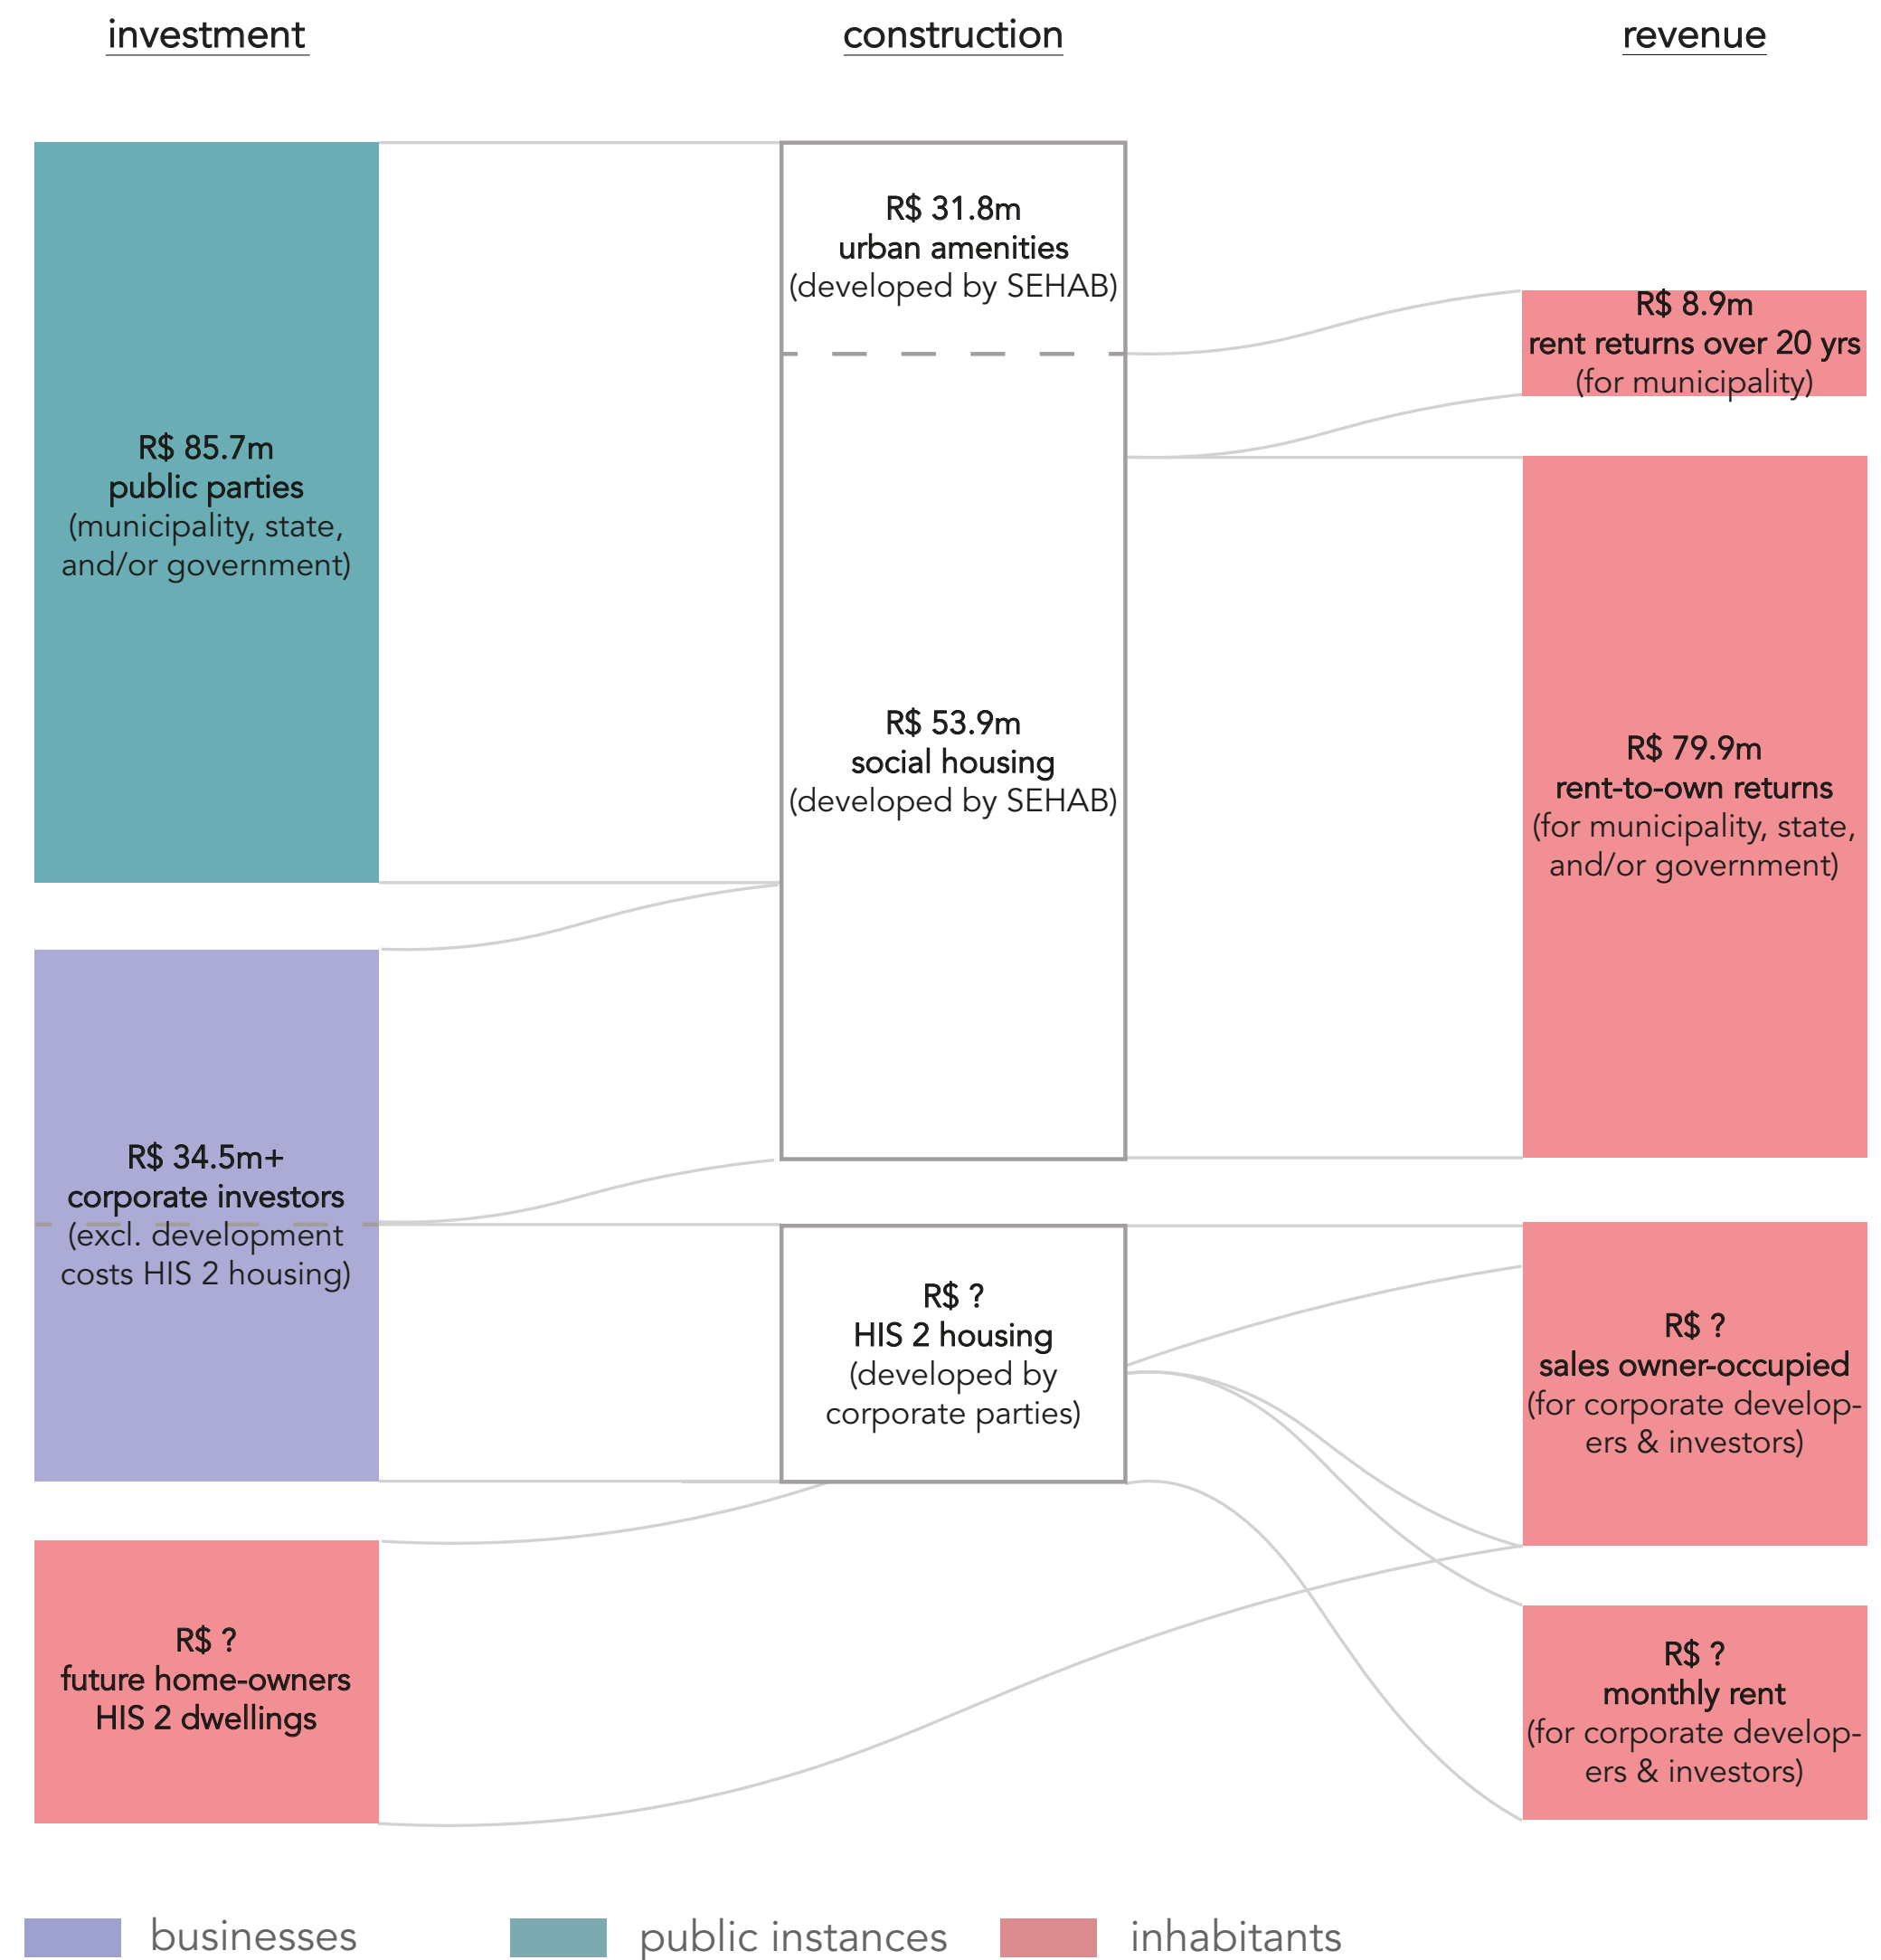 investment
construction
revenue
R$ 85.7m
public parties
(municipality, state,
and/or government)
R$ 34.5m+
corporate investors
(excl. development
costs HIS 2 housing)
R$ ?
future home-owners
HIS 2 dwellings
R$ 31.8m
urban amenities
(developed by SEHAB)
R$ 53.9m
social housing
(developed by SEHAB)
R$ ?
HIS 2 housing
(developed by
corporate parties)
R$ 8.9m
rent returns over 20 yrs
(for municipality)
R$ 79.9m
rent-to-own returns
(for municipality, state,
and/or government)
R$ ?
sales owner-occupied
(for corporate develop-
ers & investors)
R$ ?
monthly rent
(for corporate develop-
ers & investors)
businesses
public instances
inhabitants